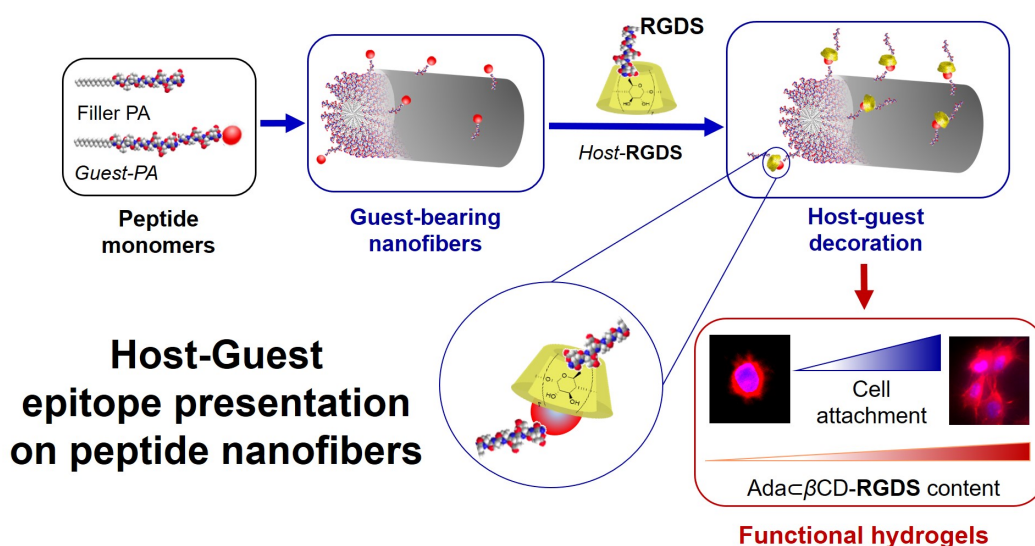 RGDS
Filler PA
Guest-PA
Host-RGDS
Peptide
monomers
Guest-bearing
nanofibers
Host-guest
decoration
Host-Guest
epitope presentation
on peptide nanofibers
Cell
attachment
Ada⊂βCD-RGDS content
Functional hydrogels